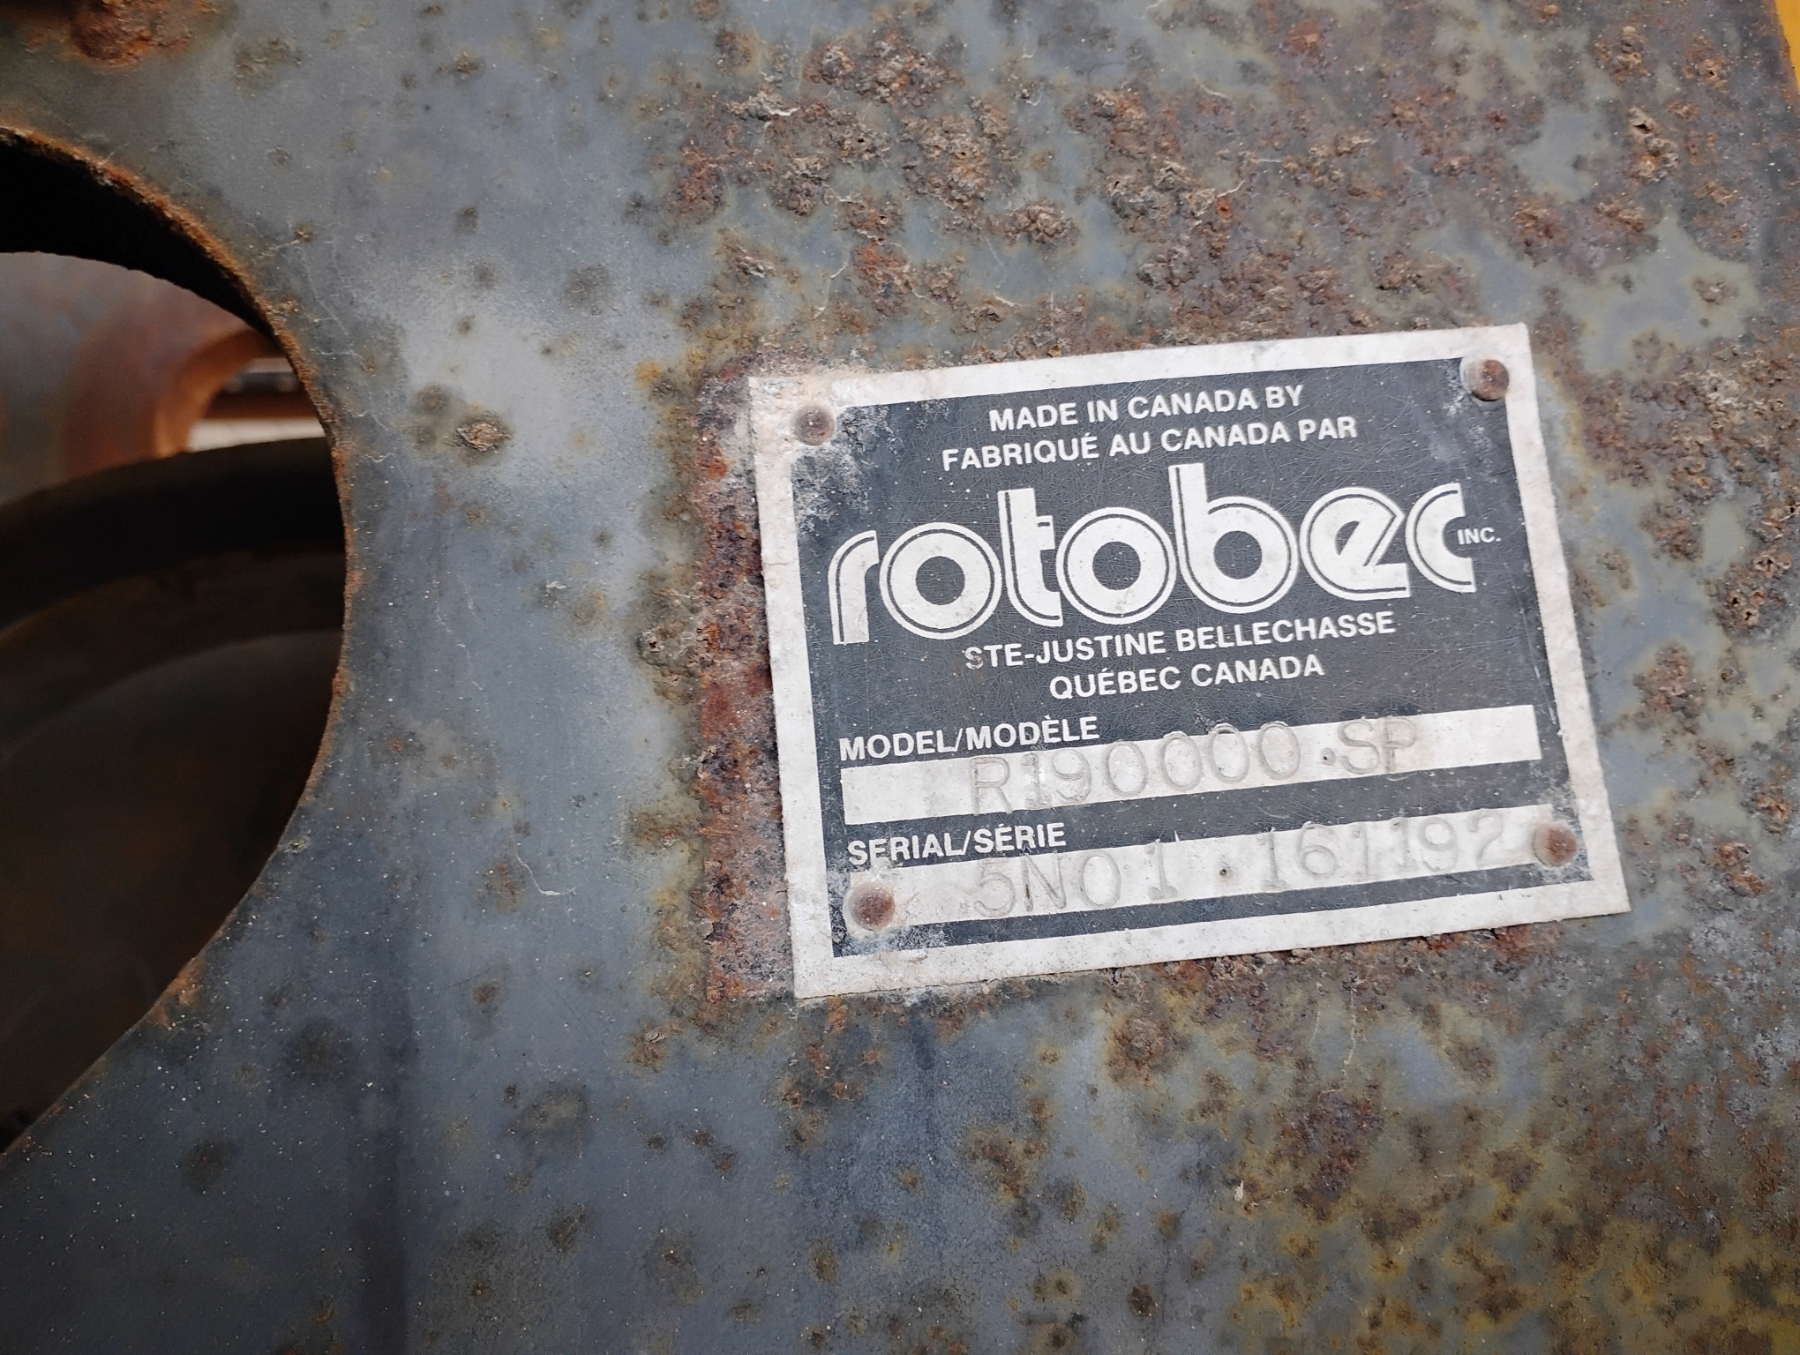 MADE IN CANADA BY
FABRIQUÉ AU CANADA PAR
rotobec INC.
STE-JUSTINE BELLECHASSE
QUÉBEC CANADA
MODEL/MODÈLE
R190000.SP
SERIAL/SÉRIE
5N01.161192